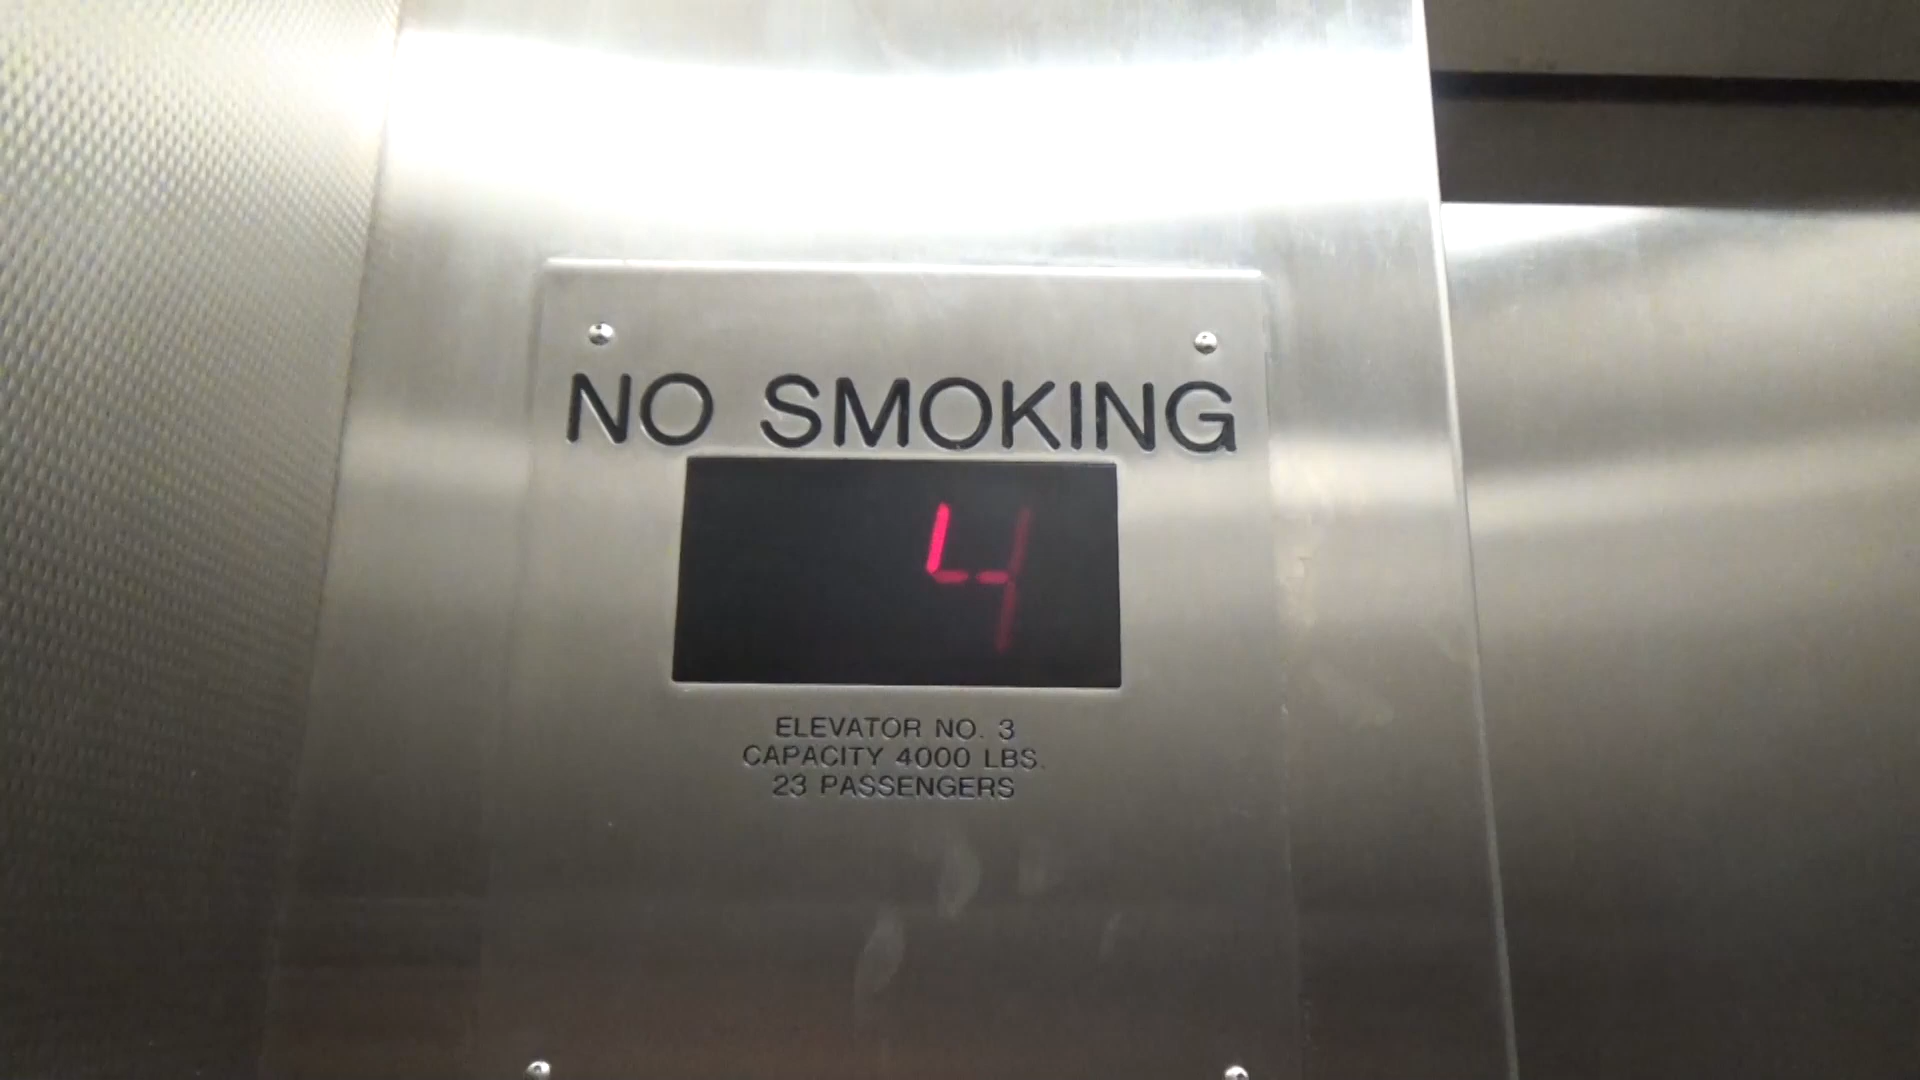 NO SMOKING
4
ELEVATOR NO. 3
CAPACITY 4000 LBS.
23 PASSENGERS